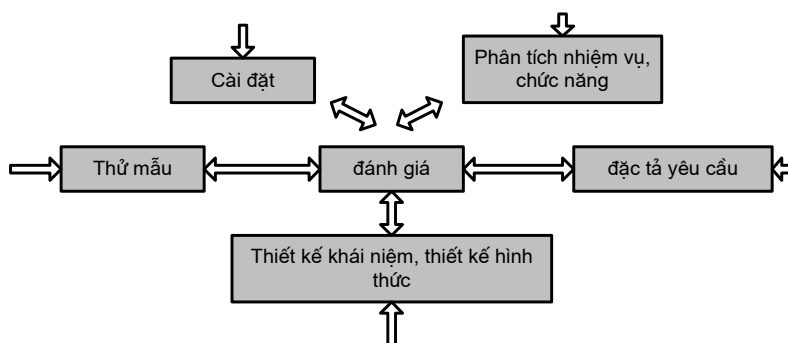 Cài đặt
Phân tích nhiệm vụ,
chức năng
Thử mẫu
đánh giá
đặc tả yêu cầu
Thiết kế khái niệm, thiết kế hình
thức